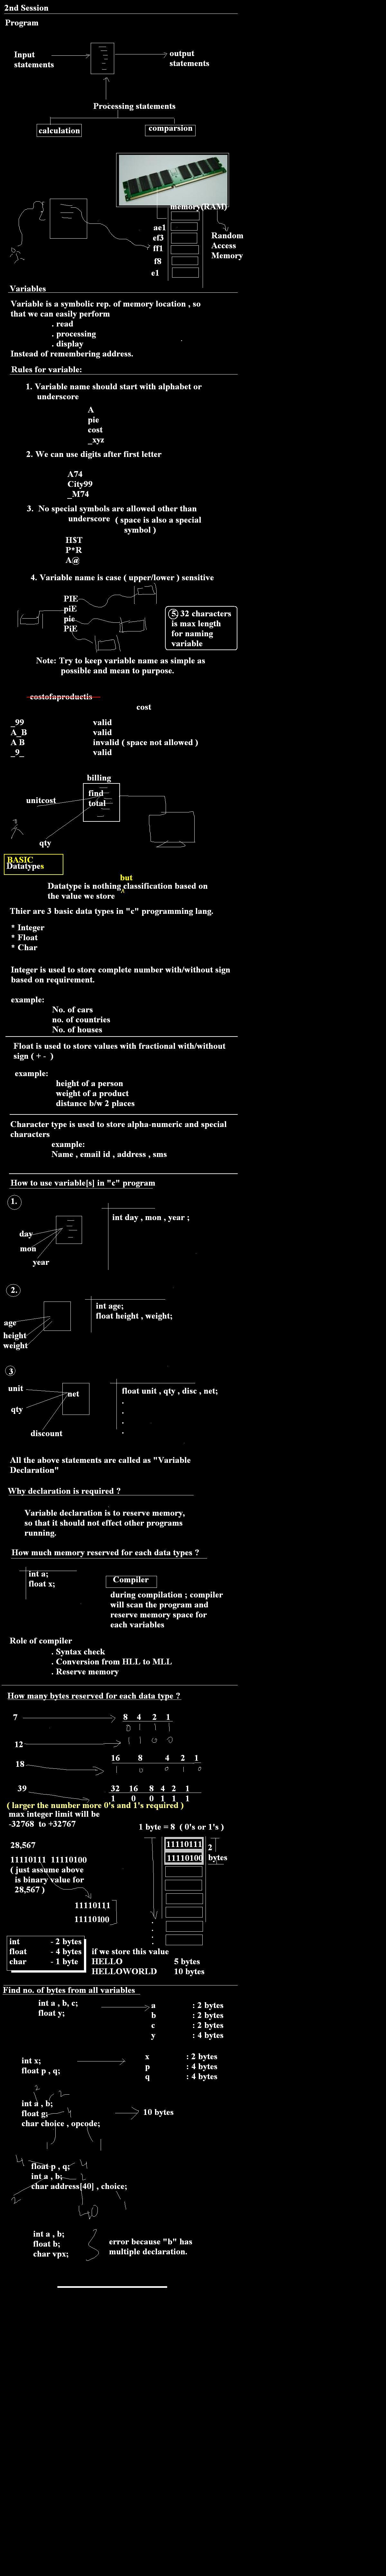 2nd Session
Program
Input
statements
output
statements
Processing statements
calculation
comparsion
memory(RAM)
ae1
ef3
ff1
f8
e1
Random
Access
Memory
Variables
Variable is a symbolic rep. of memory location , so
that we can easily perform
. read
. processing
. display
Instead of remembering address.
Rules for variable:
1. Variable name should start with alphabet or
underscore
A
pie
cost
_xyz
2. We can use digits after first letter
A74
City99
_M74
3. No special symbols are allowed other than
underscore ( space is also a special
symbol )
H$T
P*R
A@
4. Variable name is case ( upper/lower ) sensitive
PIE
piE
pie
PiE
5. 32 characters
is max length
for naming
variable
Note: Try to keep variable name as simple as
possible and mean to purpose.
costofaproductis
cost
_99 valid
A_B valid
A B invalid ( space not allowed )
_9_ valid
billing
unitcost
find
total
qty
BASIC
Datatypes
but
Datatype is nothing classification based on
the value we store
Thier are 3 basic data types in "c" programming lang.
* Integer
* Float
* Char
Integer is used to store complete number with/without sign
based on requirement.
example:
No. of cars
no. of countries
No. of houses
Float is used to store values with fractional with/without
sign ( + - )
example:
height of a person
weight of a product
distance b/w 2 places
Character type is used to store alpha-numeric and special
characters
example:
Name , email id , address , sms
How to use variable[s] in "c" program
1.
day
mon
year
int day , mon , year ;
2.
age
height
weight
int age;
float height , weight;
3
unit
qty
discount
net
float unit , qty , disc , net;
.
.
.
.
All the above statements are called as "Variable
Declaration"
Why declaration is required ?
Variable declaration is to reserve memory,
so that it should not effect other programs
running.
How much memory reserved for each data types ?
int a;
float x;
Compiler
during compilation ; compiler
will scan the program and
reserve memory space for
each variables
Role of compiler
. Syntax check
. Conversion from HLL to MLL
. Reserve memory
How many bytes reserved for each data type ?
7 8 4 2 1
0 1 1 1
12 1 1 0 0
18 16 8 4 2 1
1 0 0 1 0
39 32 16 8 4 2 1
1 0 0 1 1 1
( larger the number more 0's and 1's required )
max integer limit will be
-32768 to +32767
1 byte = 8 ( 0's or 1's )
28,567
11110111 11110100
( just assume above
is binary value for
28,567 )
11110111
11110100
11110111
11110100
2
bytes
int - 2 bytes
float - 4 bytes
char - 1 byte
if we store this value
HELLO 5 bytes
HELLOWORLD 10 bytes
Find no. of bytes from all variables
int a , b, c;
float y;
a : 2 bytes
b : 2 bytes
c : 2 bytes
y : 4 bytes
int x;
float p , q;
x : 2 bytes
p : 4 bytes
q : 4 bytes
2 2
int a , b;
float g; 4
char choice , opcode;
1 1
10 bytes
4 float p , q; 4
int a , b; 2
char address[40] , choice;
2 40 1
int a , b;
float b;
char vpx;
error because "b" has
multiple declaration.